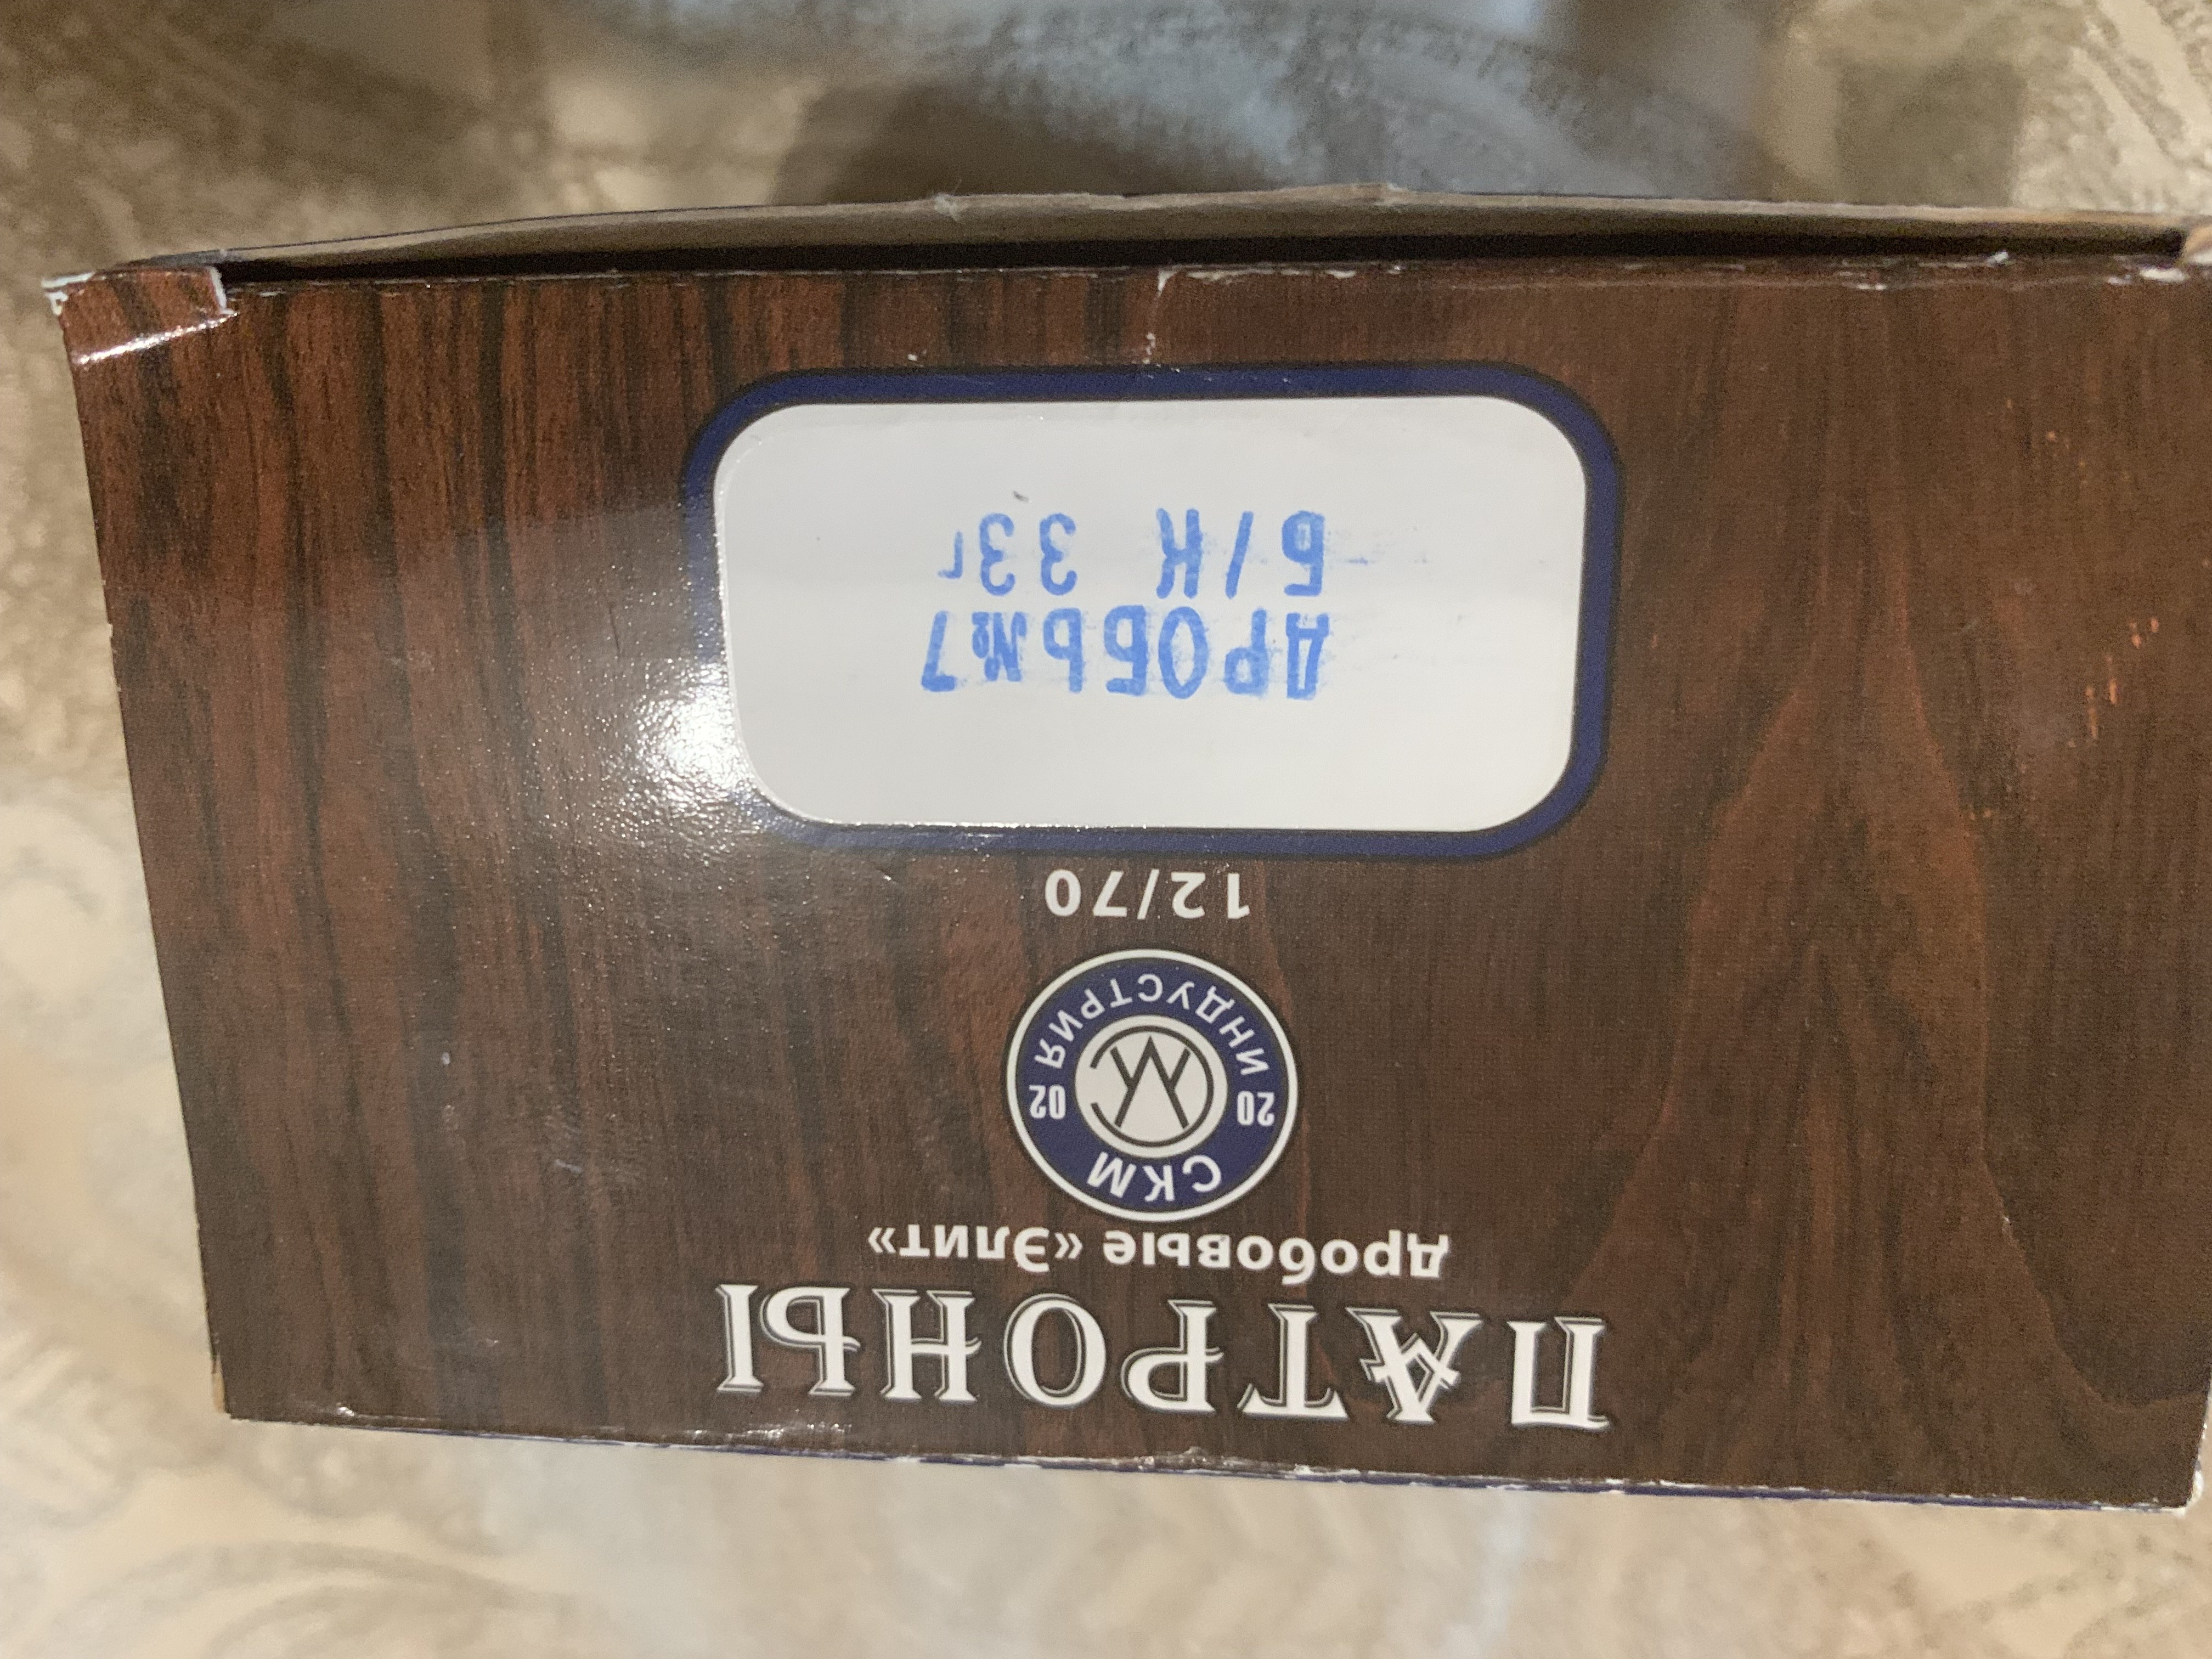 ПАТРОНЫ
дробовые «Элит»
СКМ
20 02
ИНДУСТРИЯ
12/70
ДРОБЬ№7
Б/К 33г